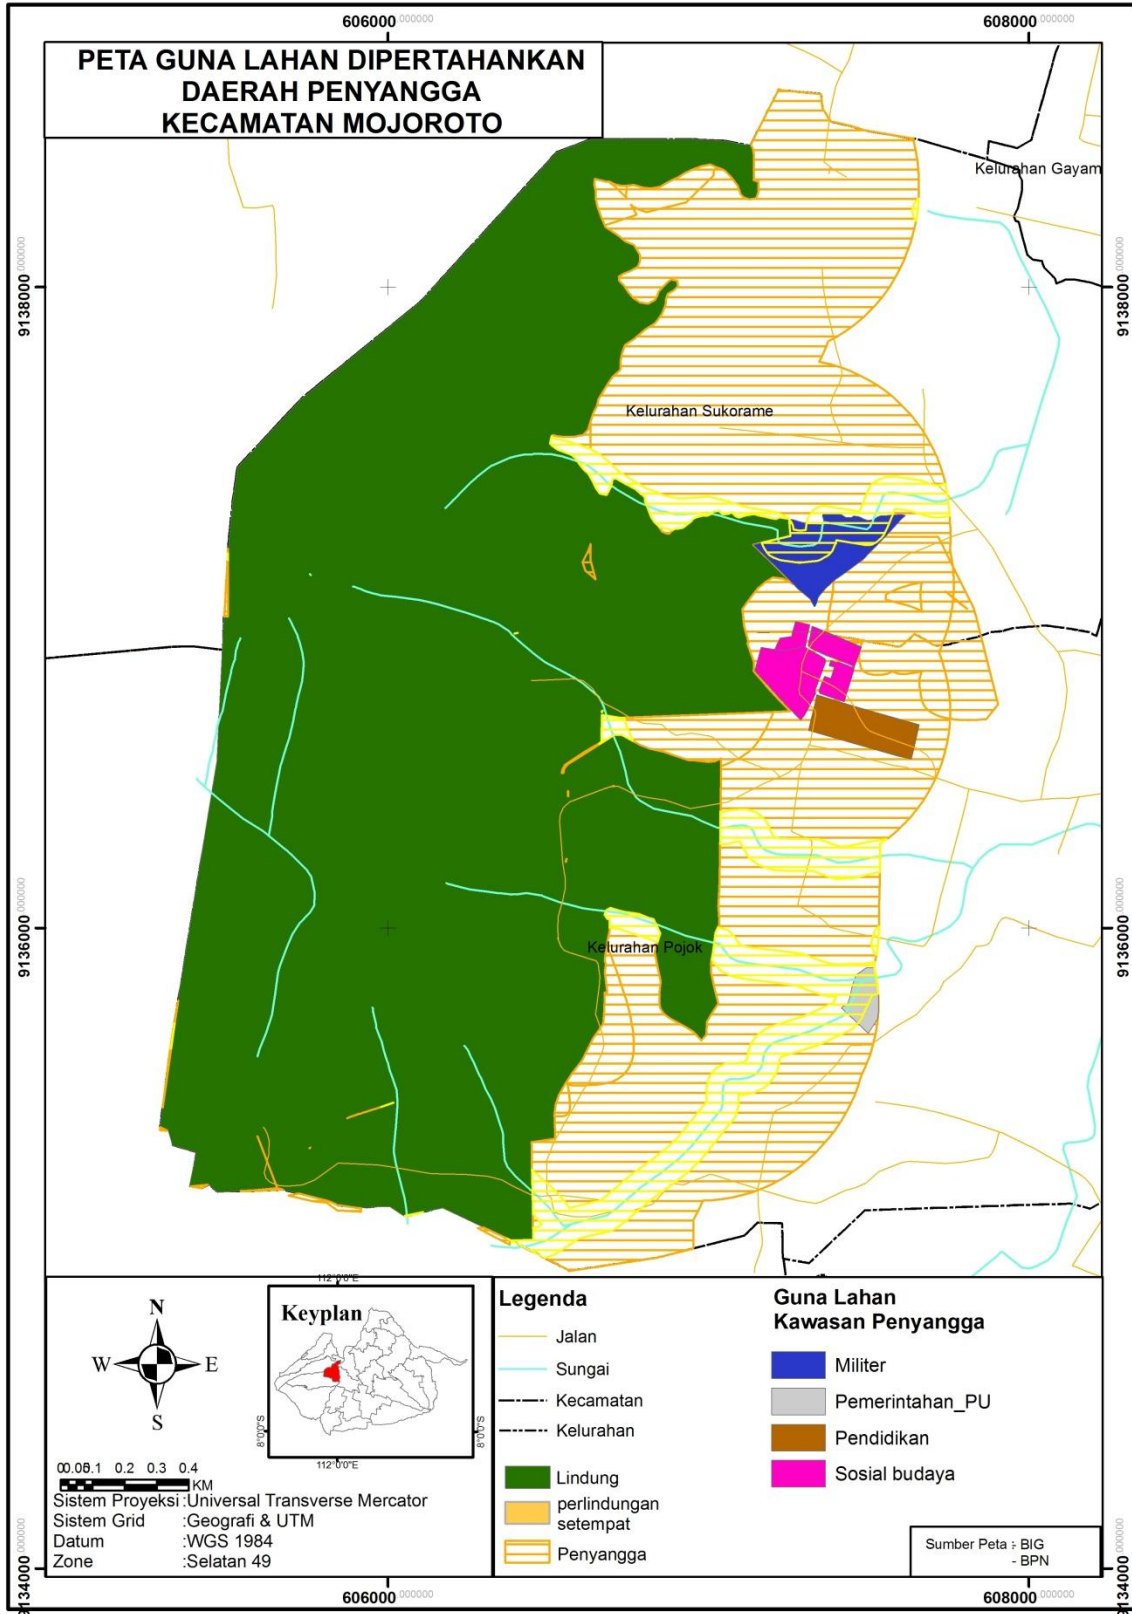 606000.000000
608000.000000
PETA GUNA LAHAN DIPERTAHANKAN
DAERAH PENYANGGA
KECAMATAN MOJOROTO
Kelurahan Gayam
9138000.000000
9138000.000000
Kelurahan Sukorame
9136000.000000
9136000.000000
Kelurahan Pojok
N
W
E
S
112°0'0"E
Keyplan
8°0'0"S
8°0'0"S
112°0'0"E
0 0.05 0.1 0.2 0.3 0.4
KM
Sistem Proyeksi :Universal Transverse Mercator
Sistem Grid :Geografi & UTM
Datum :WGS 1984
Zone :Selatan 49
Legenda
Jalan
Sungai
Kecamatan
Kelurahan
Lindung
perlindungan
setempat
Penyangga
Guna Lahan
Kawasan Penyangga
Militer
Pemerintahan_PU
Pendidikan
Sosial budaya
Sumber Peta : - BIG
- BPN
9134000.000000
9134000.000000
606000.000000
608000.000000